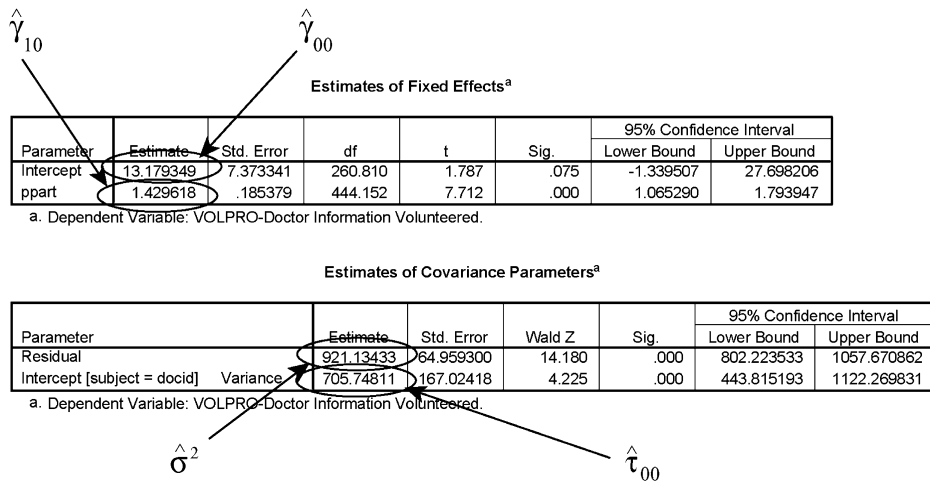 γ̂₁₀ γ̂₀₀
Estimates of Fixed Effectsᵃ
95% Confidence Interval
Parameter Estimate Std. Error df t Sig. Lower Bound Upper Bound
Intercept 13.179349 7.373341 260.810 1.787 .075 -1.339507 27.698206
ppart 1.429618 .185379 444.152 7.712 .000 1.065290 1.793947
a. Dependent Variable: VOLPRO-Doctor Information Volunteered.
Estimates of Covariance Parametersᵃ
95% Confidence Interval
Parameter Estimate Std. Error Wald Z Sig. Lower Bound Upper Bound
Residual 921.13433 64.959300 14.180 .000 802.223533 1057.670862
Intercept [subject = docid] Variance 705.74811 167.02418 4.225 .000 443.815193 1122.269831
a. Dependent Variable: VOLPRO-Doctor Information Volunteered.
σ̂² τ̂₀₀